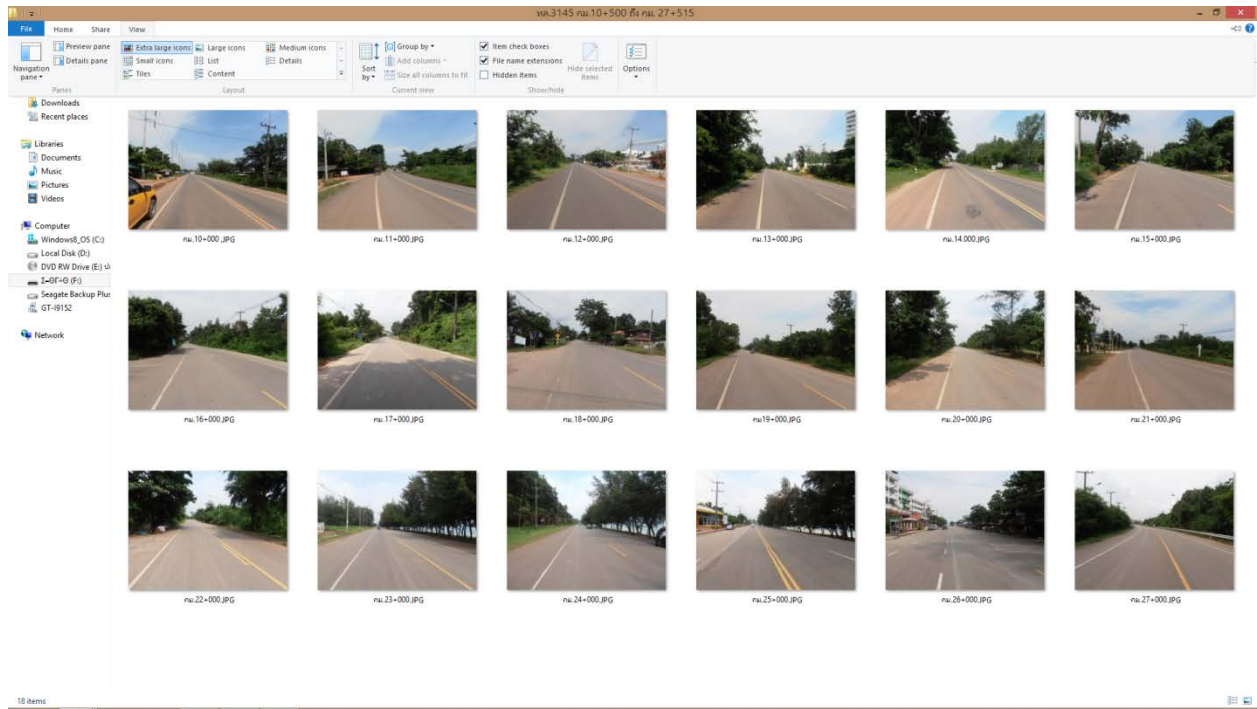 ทล.3145 กม.10+500 ถึง กม. 27+515
File Home Share View
Navigation pane
Preview pane
Details pane
Panes
Extra large icons Large icons Medium icons
Small icons List Details
Tiles Content
Layout
Sort by
Group by
Add columns
Size all columns to fit
Current view
Item check boxes
File name extensions
Hidden items
Hide selected items
Show/hide
Options
Downloads
Recent places
Libraries
Documents
Music
Pictures
Videos
Computer
Windows8_OS (C:)
Local Disk (D:)
DVD RW Drive (E:)
(F:)
Seagate Backup Plus
GT-I9152
Network
กม.10+000 .JPG
กม.11+000.JPG
กม.12+000.JPG
กม.13+000.JPG
กม.14.000.JPG
กม.15+000.JPG
กม.16+000.JPG
กม.17+000.JPG
กม.18+000.JPG
กม19+000.JPG
กม.20+000.JPG
กม.21+000.JPG
กม.22+000.JPG
กม.23+000.JPG
กม.24+000.JPG
กม.25+000.JPG
กม.26+000.JPG
กม.27+000.JPG
18 items